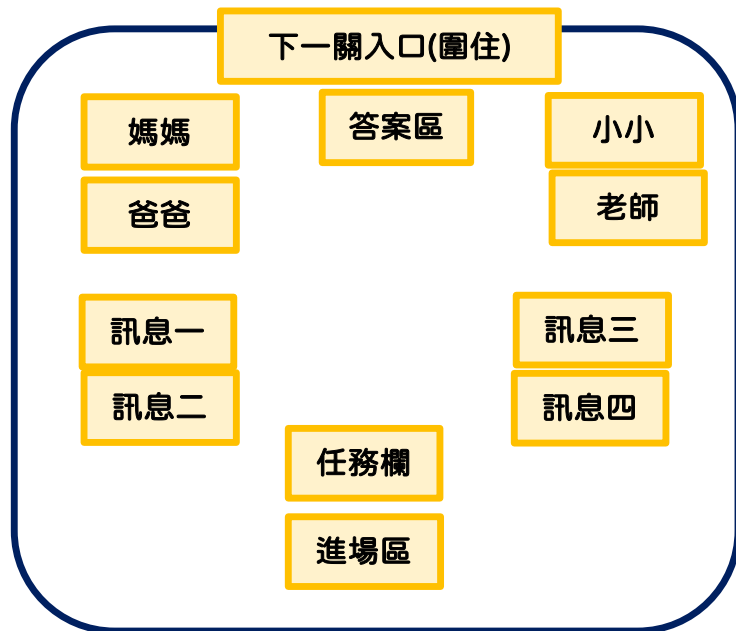 下一關入口(圍住)
媽媽
答案區
小小
爸爸
老師
訊息一
訊息三
訊息二
訊息四
任務欄
進場區